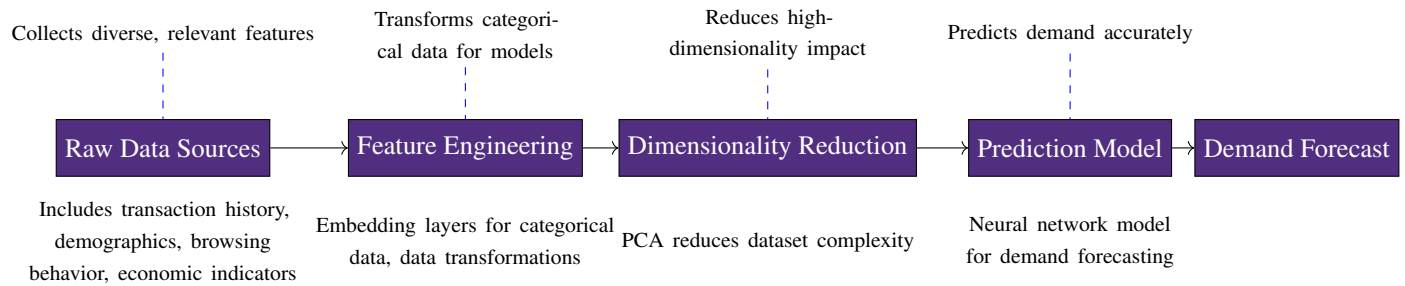 Collects diverse, relevant features
Transforms categori-
cal data for models
Reduces high-
dimensionality impact
Predicts demand accurately
Raw Data Sources
Feature Engineering
Dimensionality Reduction
Prediction Model
Demand Forecast
Includes transaction history,
demographics, browsing
behavior, economic indicators
Embedding layers for categorical
data, data transformations
PCA reduces dataset complexity
Neural network model
for demand forecasting